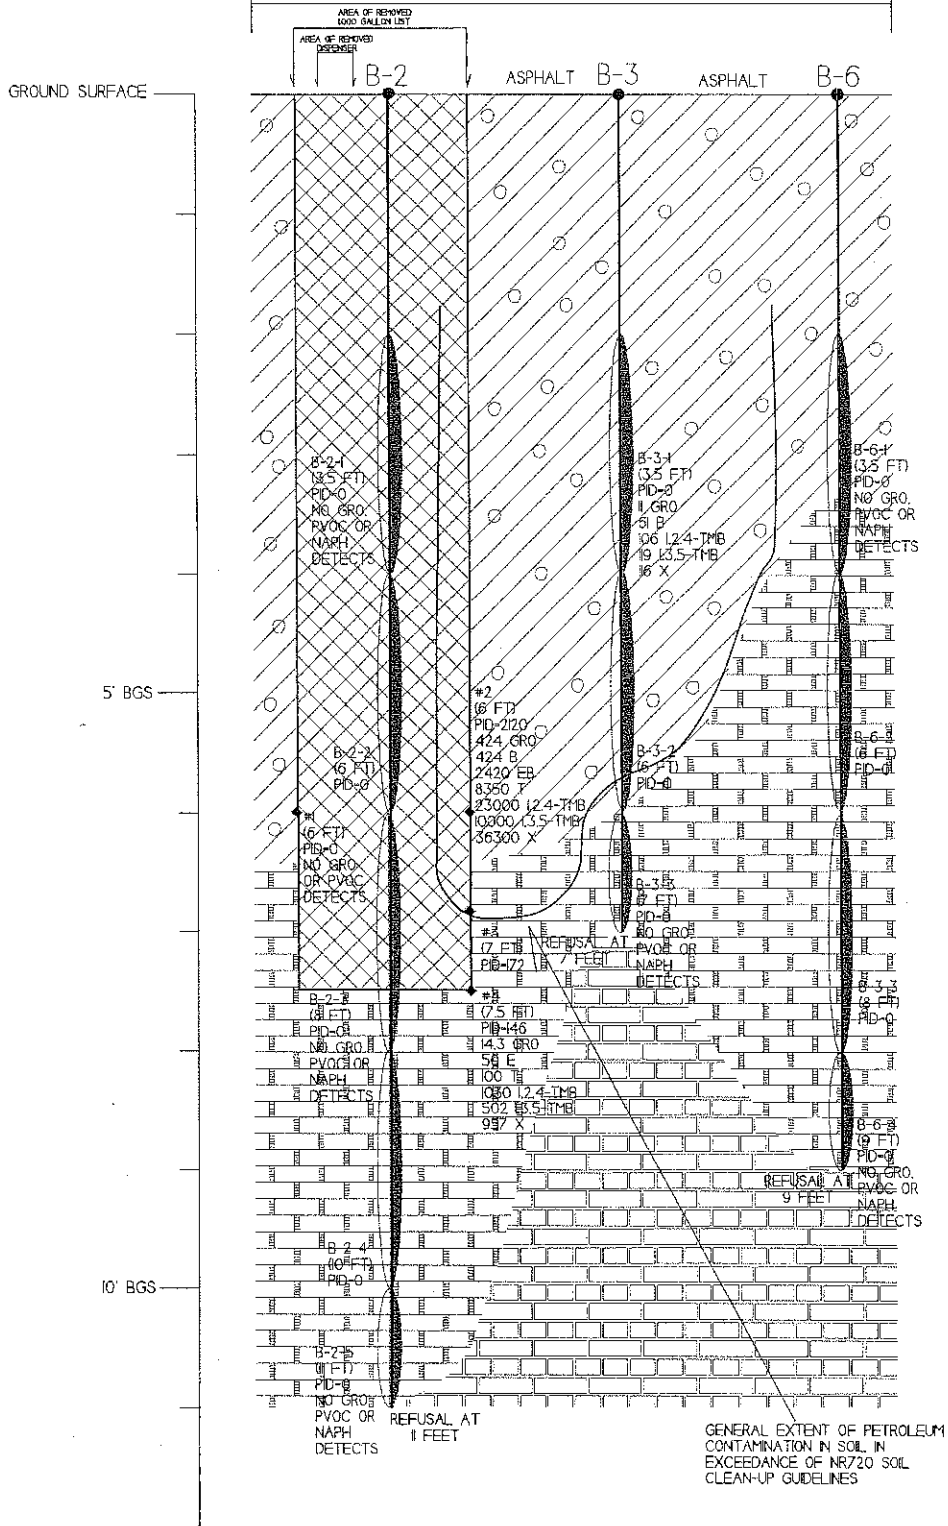 AREA OF REMOVED
1000 GALLON LIST
AREA OF REMOVED
DISPENSER
B-2
ASPHALT
B-3
ASPHALT
B-6
GROUND SURFACE
B-2-1
(3.5 FT)
PID-0
NO GRO,
PVOC OR
NAPH
DETECTS
B-3-1
(3.5 FT)
PID-0
11 GRO
51 B
106 1,2,4-TMB
19 1,3,5-TMB
16 X
B-6-1
(3.5 FT)
PID-0
NO GRO,
PVOC OR
NAPH
DETECTS
5' BGS
#2
(6 FT)
PID-2120
424 GRO
424 B
2420 EB
8350 T
23000 1,2,4-TMB
10000 1,3,5-TMB
36300 X
B-2-2
(6 FT)
PID-0
B-3-2
(6 FT)
PID-0
(6 FT)
PID-0
#1
(6 FT)
PID-0
NO GRO
OR PVOC
DETECTS
B-3-3
(7 FT)
PID-0
NO GRO
PVOC OR
NAPH
DETECTS
REFUSAL AT
7 FEET
(7 FT)
PID-172
(7.5 FT)
PID-146
14.3 GRO
56 E
100 T
1030 1,2,4-TMB
502 1,3,5-TMB
997 X
B-2-3
(8 FT)
PID-0
NO GRO
PVOC OR
NAPH
DETECTS
B-3-3
(8 FT)
PID-0
B-6-4
(9 FT)
PID-0
NO GRO,
PVOC OR
NAPH
DETECTS
REFUSAL AT
9 FEET
B-2-4
(10 FT)
PID-0
10' BGS
B-2-5
(11 FT)
PID-0
NO GRO
PVOC OR
NAPH
DETECTS
REFUSAL AT
11 FEET
GENERAL EXTENT OF PETROLEUM
CONTAMINATION IN SOIL IN
EXCEEDANCE OF NR720 SOIL
CLEAN-UP GUIDELINES